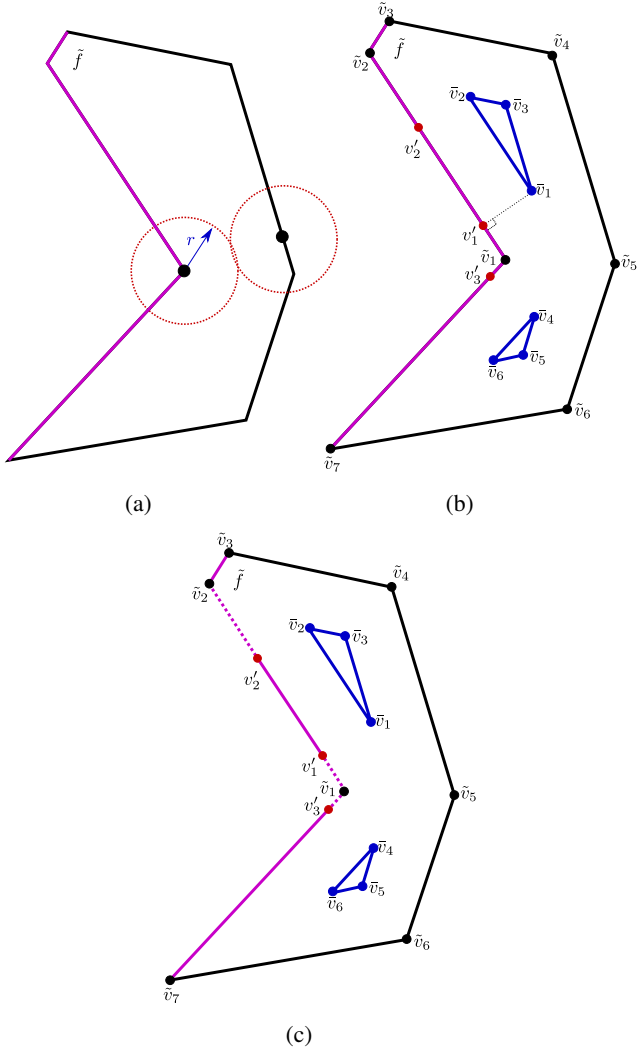 f̃
r
(a)
ṽ₃
ṽ₂
f̃
ṽ₄
v̄₂
v̄₃
v′₂
v̄₁
v′₁
ṽ₁
ṽ₅
v′₃
v̄₄
v̄₆
v̄₅
ṽ₆
ṽ₇
(b)
ṽ₃
ṽ₂
f̃
ṽ₄
v̄₂
v̄₃
v′₂
v̄₁
v′₁
ṽ₁
ṽ₅
v′₃
v̄₄
v̄₆
v̄₅
ṽ₆
ṽ₇
(c)